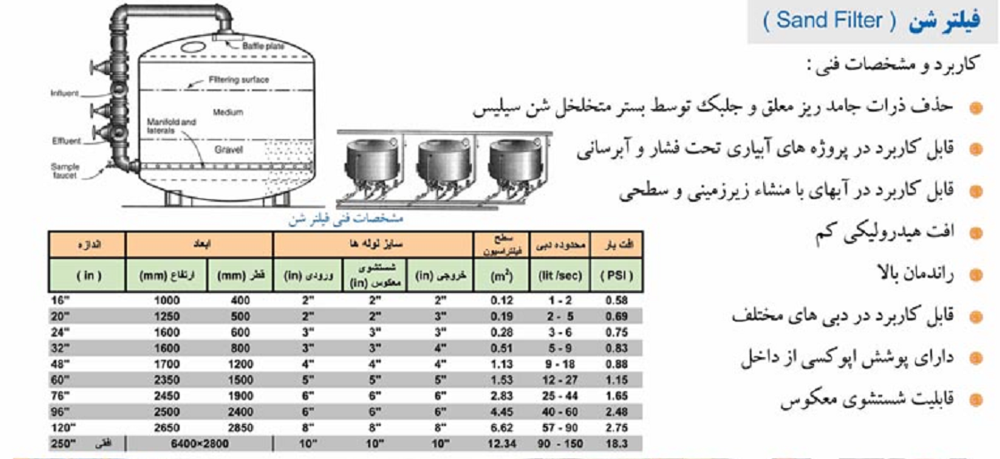 فیلتر شن ( Sand Filter )
کاربرد و مشخصات فنی :
حذف ذرات جامد ریز معلق و جلبک توسط بستر متخلخل شن سیلیس
قابل کاربرد در پروژه های آبیاری تحت فشار و آبرسانی
قابل کاربرد در آبهای با منشاء زیرزمینی و سطحی
افت هیدرولیکی کم
راندمان بالا
قابل کاربرد در دبی های مختلف
دارای پوشش اپوکسی از داخل
قابلیت شستشوی معکوس
Baffle plate
Filtering surface
Influent
Medium
Manifold and
laterals
Effluent
Gravel
Sample
faucet
مشخصات فنی فیلتر شن
اندازه ابعاد سایز لوله ها سطح فیلتراسیون محدوده دبی افت بار
( in ) ارتفاع (mm) قطر (mm) ورودی (in) شستشوی معکوس (in) خروجی (in) (m²) (lit /sec) ( PSI )
16" 1000 400 2" 2" 2" 0.12 1 - 2 0.58
20" 1250 500 2" 2" 3" 0.19 2 - 5 0.69
24" 1600 600 3" 3" 3" 0.28 3 - 6 0.75
32" 1600 800 3" 3" 4" 0.51 5 - 9 0.83
48" 1700 1200 4" 4" 4" 1.13 9 - 18 0.88
60" 2350 1500 5" 5" 5" 1.53 12 - 27 1.15
76" 2450 1900 6" 6" 6" 2.83 25 - 44 1.65
96" 2500 2400 6" 6" 6" 4.45 40 - 60 2.48
120" 2650 2850 8" 8" 8" 6.62 57 - 90 2.75
250" افقی 6400×2800 10" 10" 10" 12.34 90 - 150 18.3